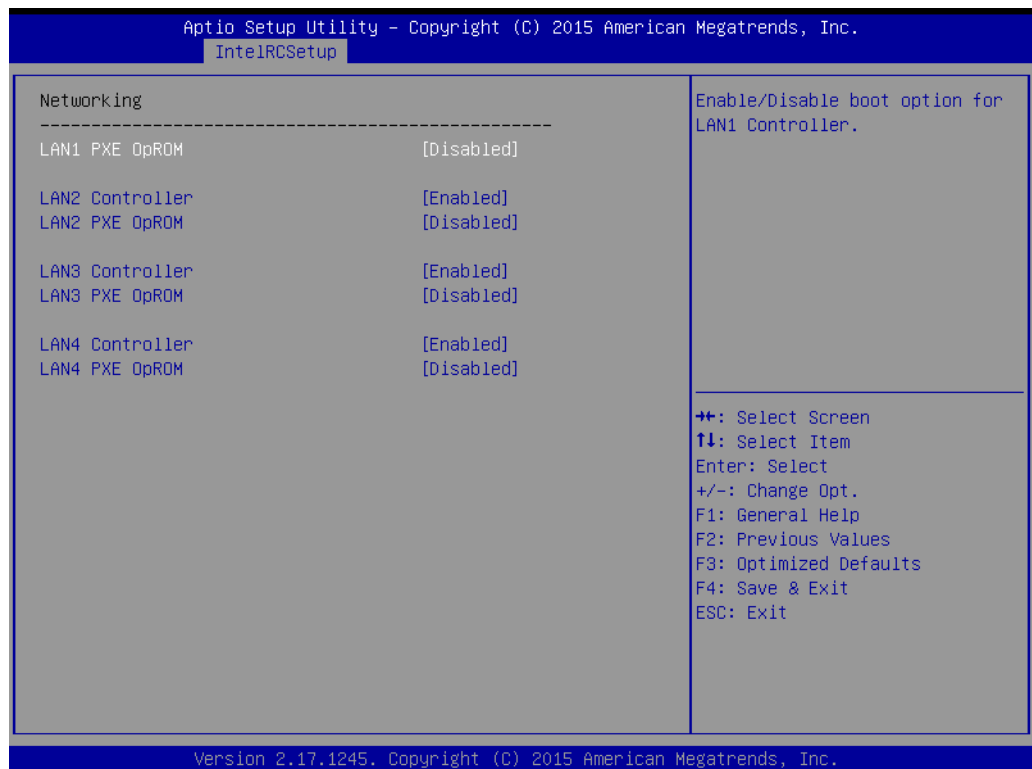 Aptio Setup Utility – Copyright (C) 2015 American Megatrends, Inc.
IntelRCSetup
Networking
--------------------------------------------------
LAN1 PXE OpROM [Disabled]
LAN2 Controller [Enabled]
LAN2 PXE OpROM [Disabled]
LAN3 Controller [Enabled]
LAN3 PXE OpROM [Disabled]
LAN4 Controller [Enabled]
LAN4 PXE OpROM [Disabled]
Enable/Disable boot option for
LAN1 Controller.
→←: Select Screen
↑↓: Select Item
Enter: Select
+/-: Change Opt.
F1: General Help
F2: Previous Values
F3: Optimized Defaults
F4: Save & Exit
ESC: Exit
Version 2.17.1245. Copyright (C) 2015 American Megatrends, Inc.